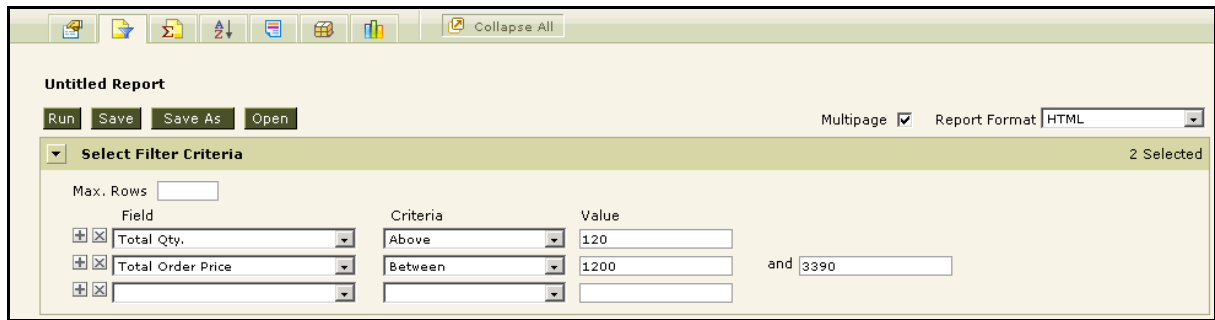 Collapse All
Untitled Report
Run Save Save As Open Multipage Report Format HTML
Select Filter Criteria 2 Selected
Max. Rows
Field Criteria Value
Total Qty. Above 120
Total Order Price Between 1200 and 3390